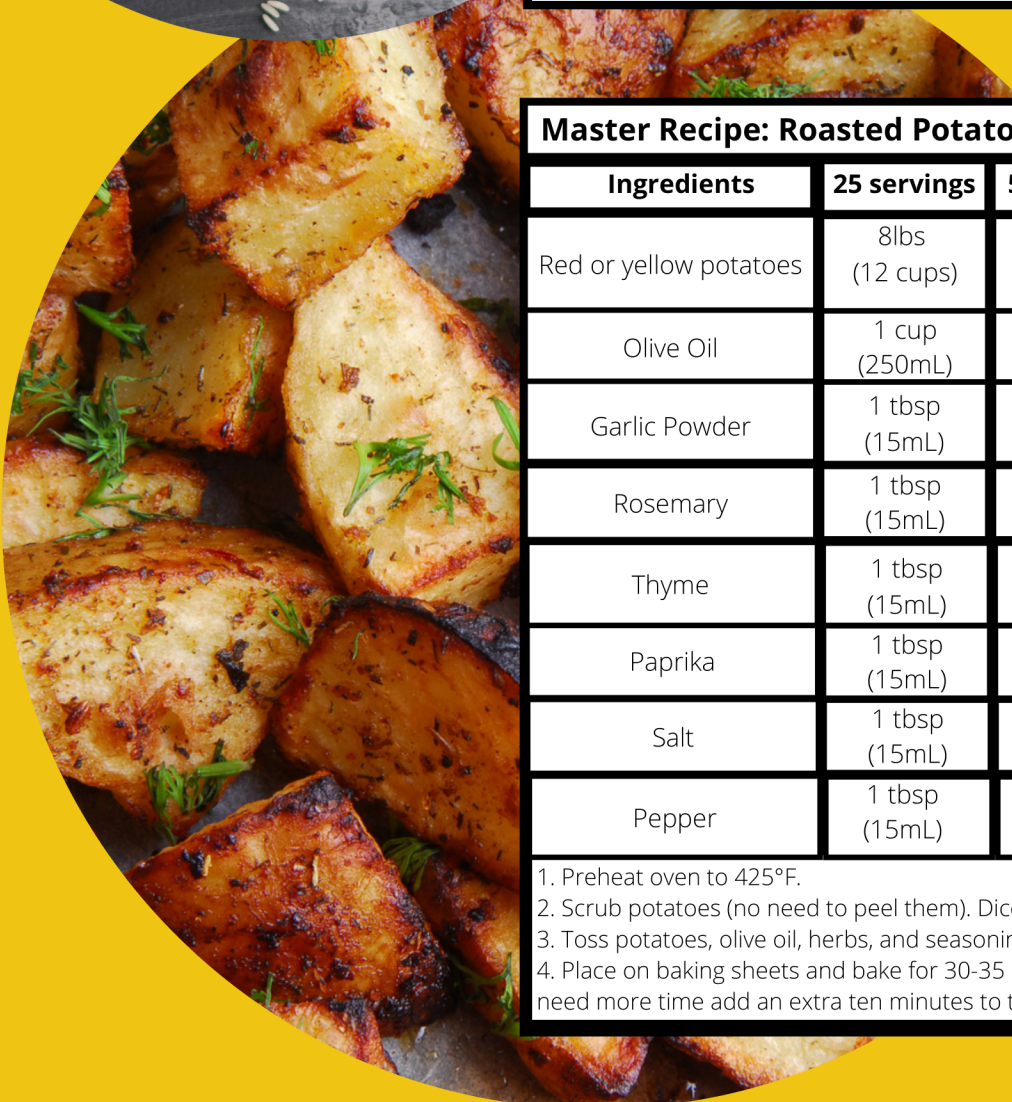 Master Recipe: Roasted
Ingredients
25 servings
Red or yellow potatoes
8lbs
(12 cups)
Olive Oil
1 cup
(250mL)
Garlic Powder
1 tbsp
(15mL)
Rosemary
1 tbsp
(15mL)
Thyme
1 tbsp
(15mL)
Paprika
1 tbsp
(15mL)
Salt
1 tbsp
(15mL)
Pepper
1 tbsp
(15mL)
1. Preheat oven to 425°F.
2. Scrub potatoes (no need to peel them).
3. Toss potatoes, olive oil, herbs, and
4. Place on baking sheets and bake for 30-35
need more time add an extra ten minutes to